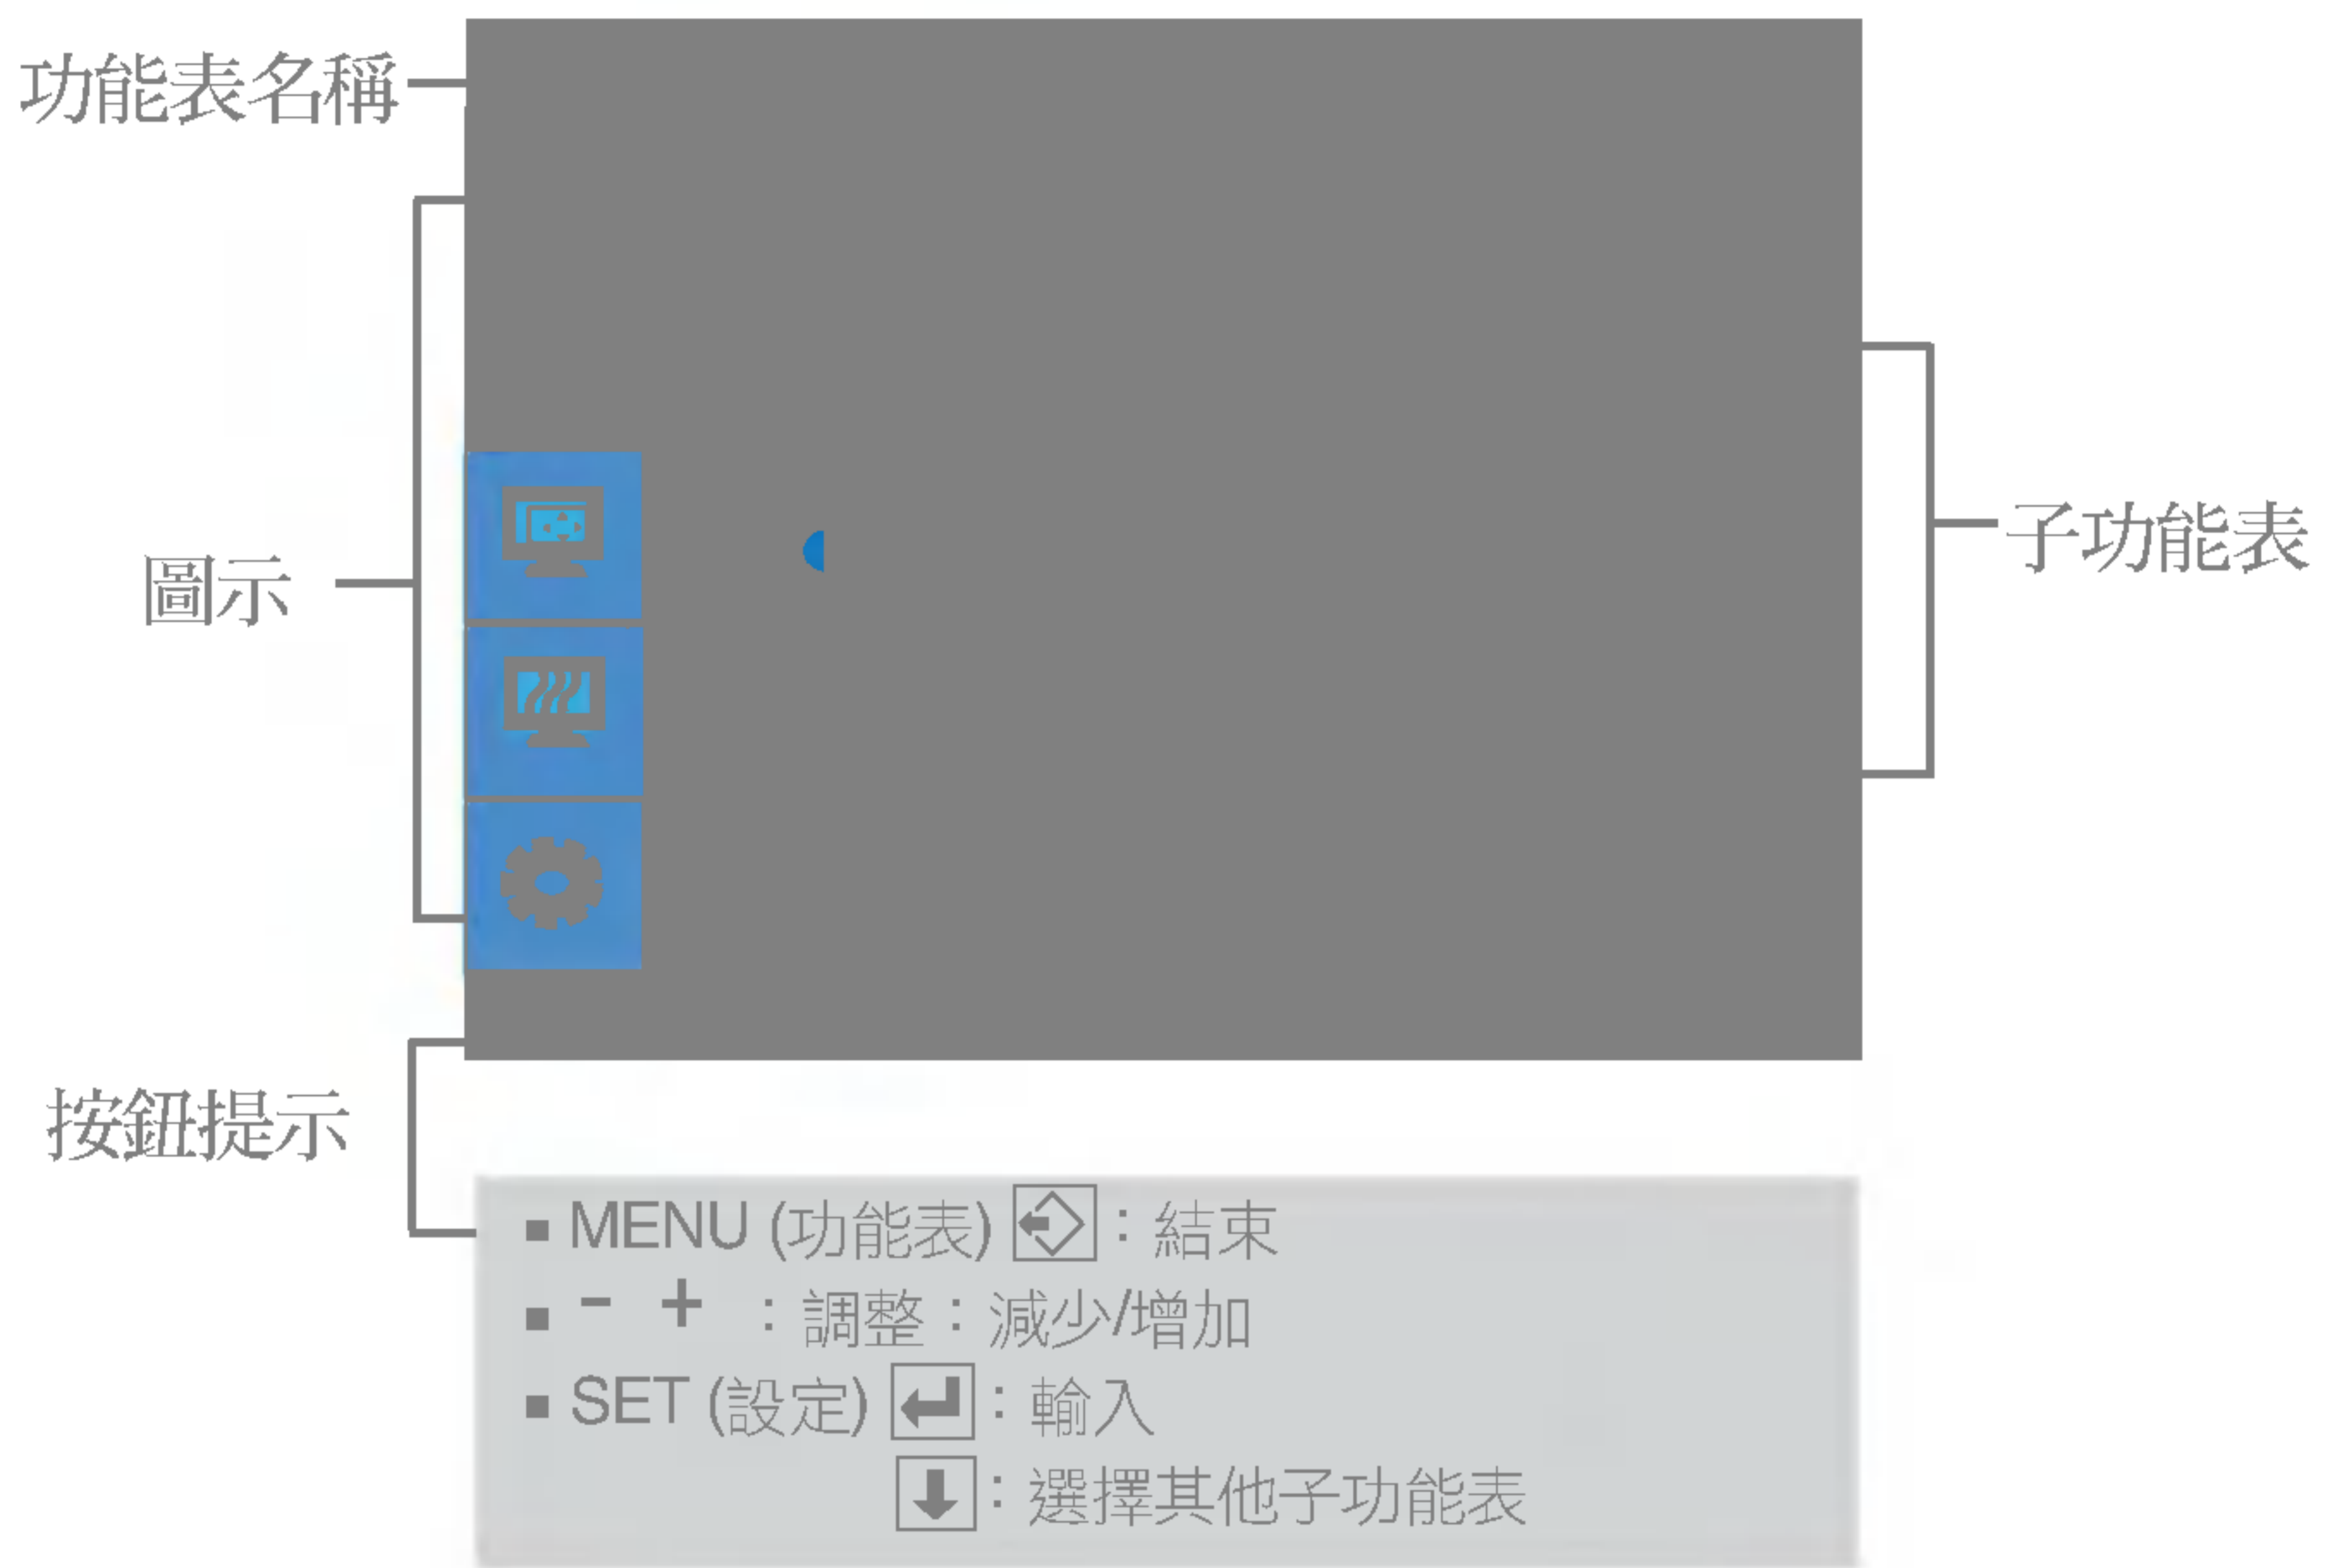 功能表名稱
圖示
子功能表
按鈕提示
▪ MENU (功能表) : 結束
▪ - + : 調整 : 減少/增加
▪ SET (設定) : 輸入
: 選擇其他子功能表